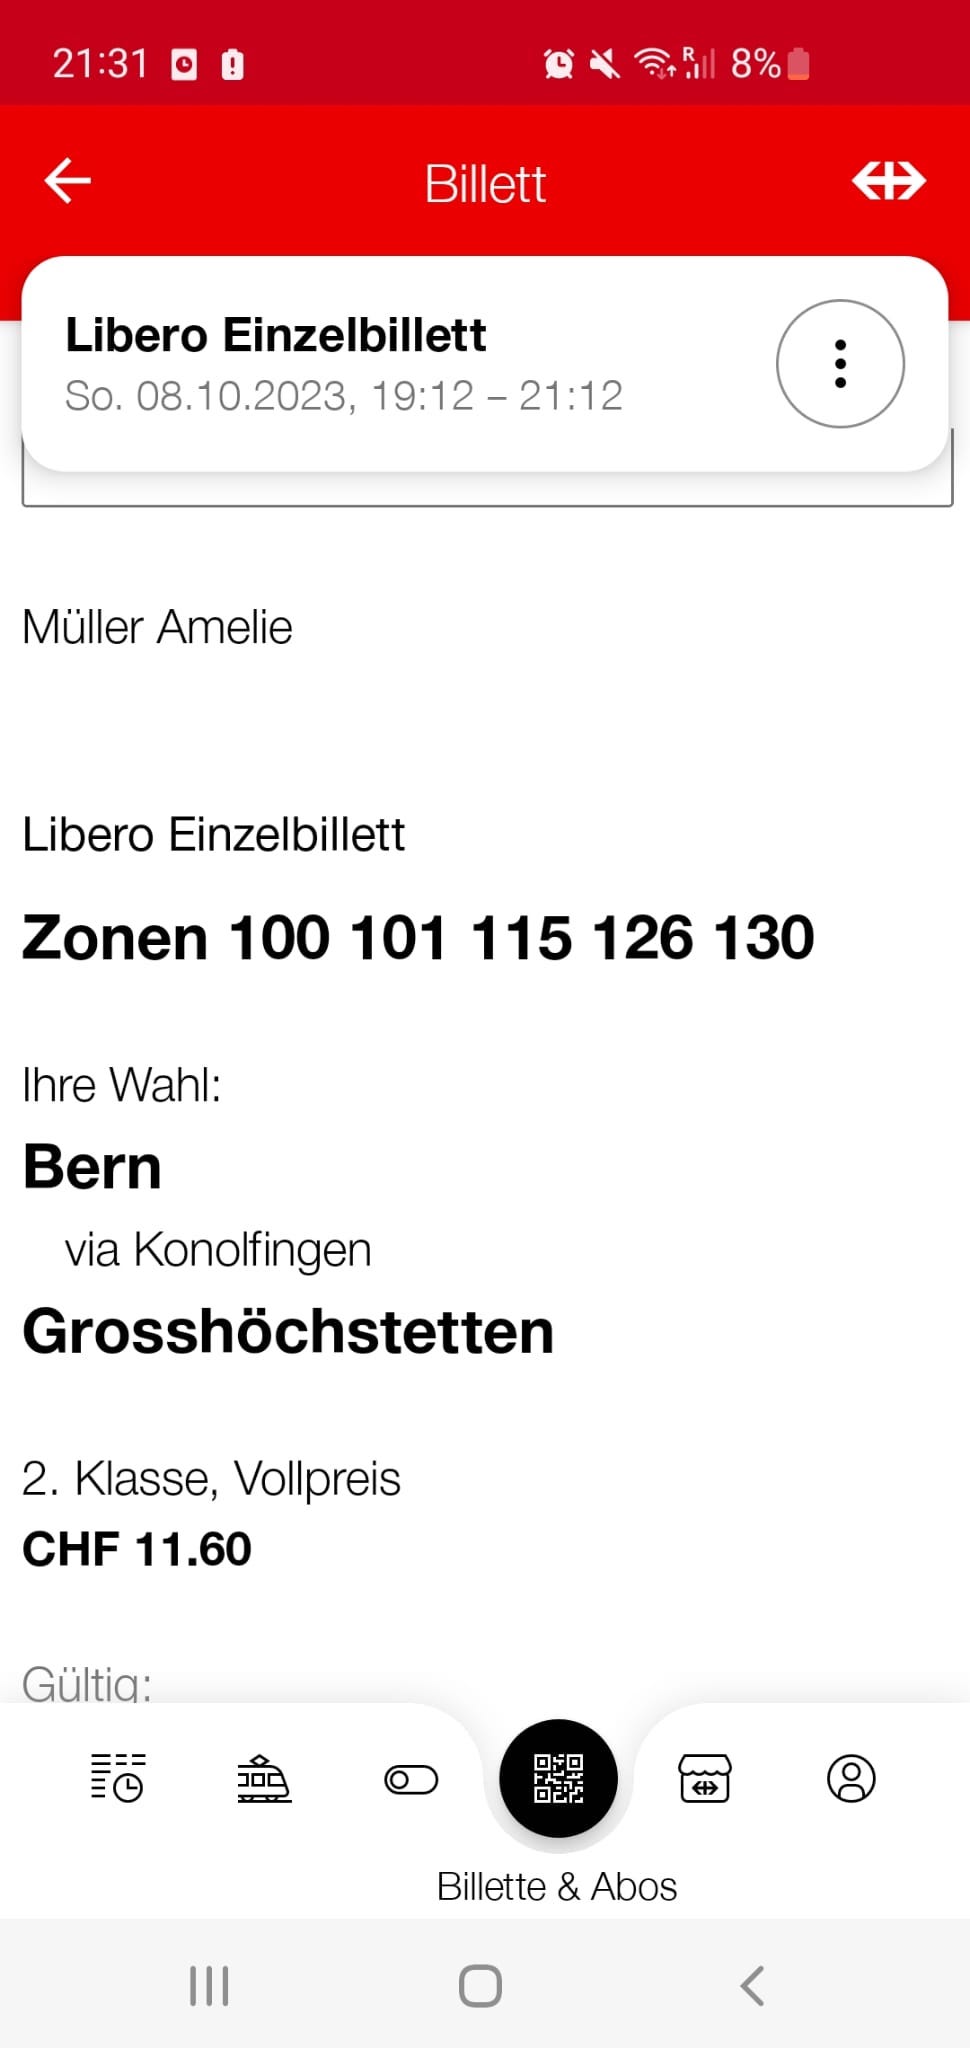 21:31
R 8%
Billett
Libero Einzelbillett
So. 08.10.2023, 19:12 – 21:12
Müller Amelie
Libero Einzelbillett
Zonen 100 101 115 126 130
Ihre Wahl:
Bern
via Konolfingen
Grosshöchstetten
2. Klasse, Vollpreis
CHF 11.60
Gültig:
Billette & Abos